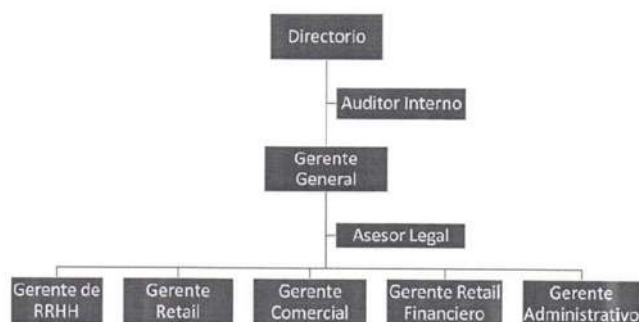 Directorio
Auditor Interno
Gerente
General
Asesor Legal
Gerente de
RRHH
Gerente
Retail
Gerente
Comercial
Gerente Retail
Financiero
Gerente
Administrativo